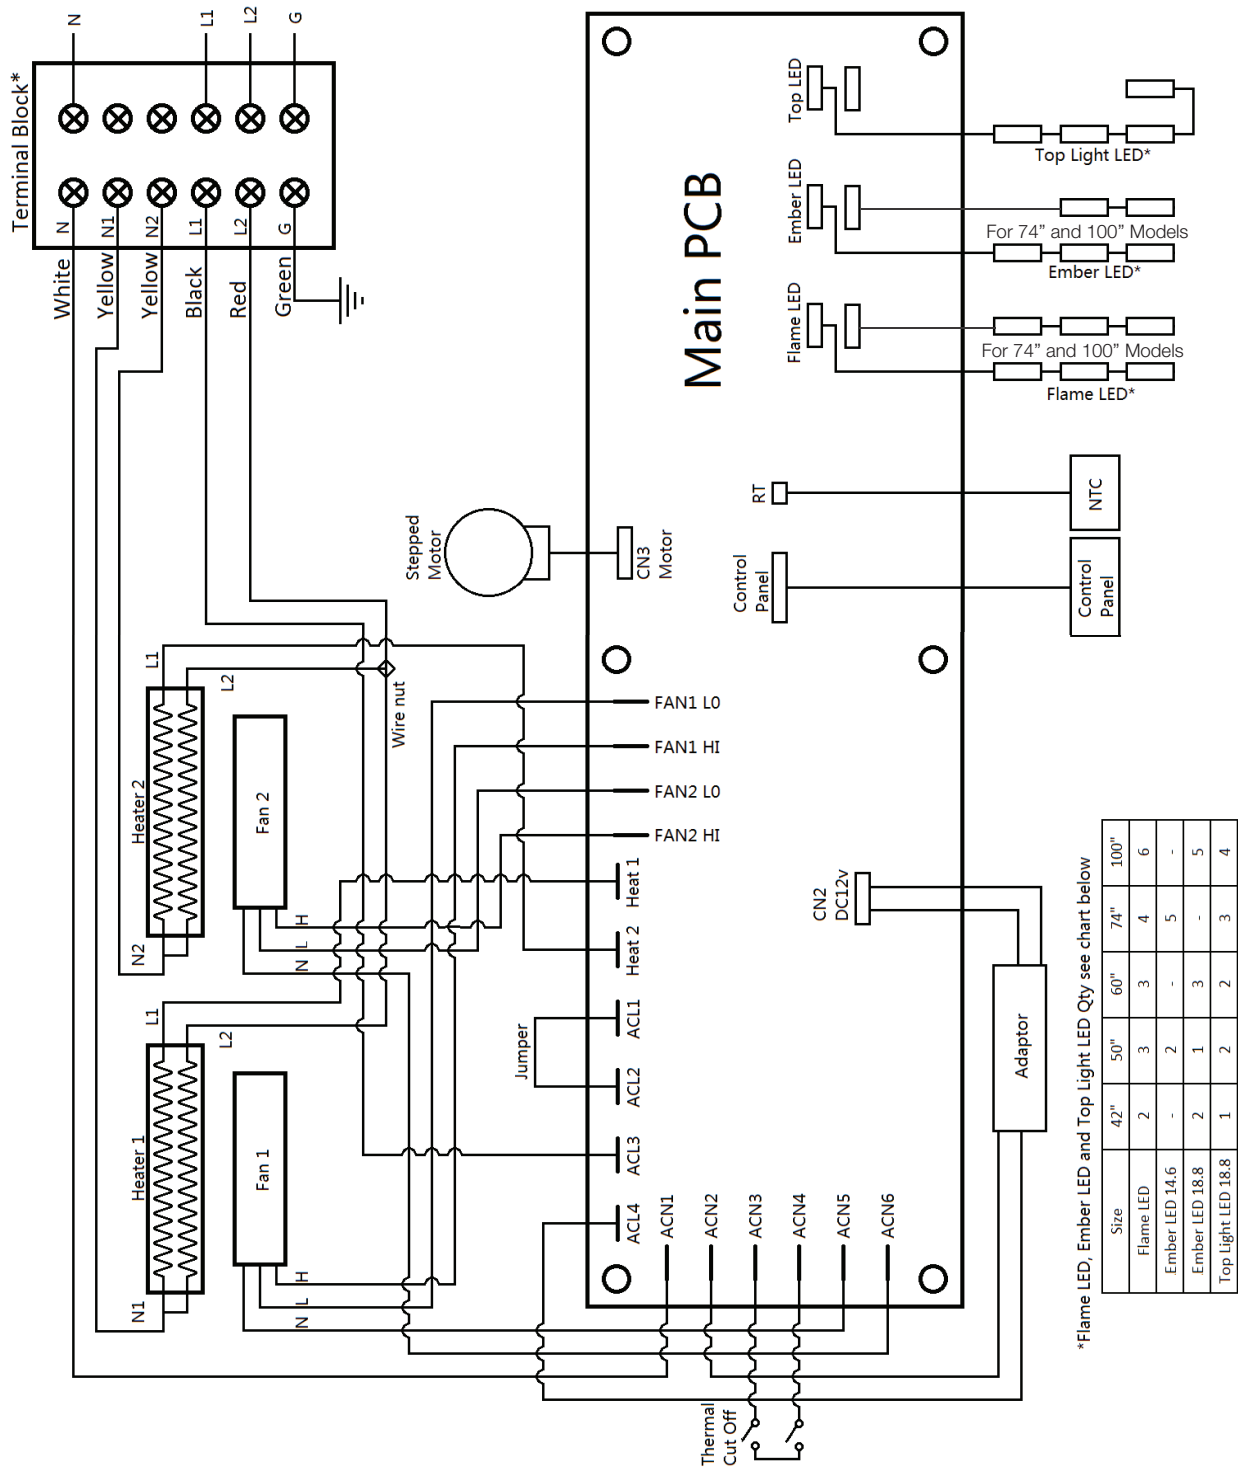 N
L1
L2
G
Terminal Block*
N
N1
N2
L1
L2
G
White
Yellow
Yellow
Black
Red
Green
Main PCB
Top LED
Top Light LED*
Ember LED
For 74” and 100” Models
Ember LED*
Flame LED
For 74” and 100” Models
Flame LED*
RT
NTC
Control
Panel
Control
Panel
Stepped
Motor
CN3
Motor
L1
L2
Heater 2
N2
Fan 2
H
L
N
Wire nut
L1
L2
Heater 1
N1
Fan 1
H
L
N
FAN1 L0
FAN1 HI
FAN2 L0
FAN2 HI
Heat 1
Heat 2
ACL1
Jumper
ACL2
ACL3
ACL4
ACN1
ACN2
ACN3
ACN4
ACN5
ACN6
Thermal
Cut Off
CN2
DC12v
Adaptor
*Flame LED, Ember LED and Top Light LED Qty see chart below
Size 42" 50" 60" 74" 100"
Flame LED 2 3 3 4 6
Ember LED 14.6 - 2 - 5 -
Ember LED 18.8 2 1 3 - 5
Top Light LED 18.8 1 2 2 3 4